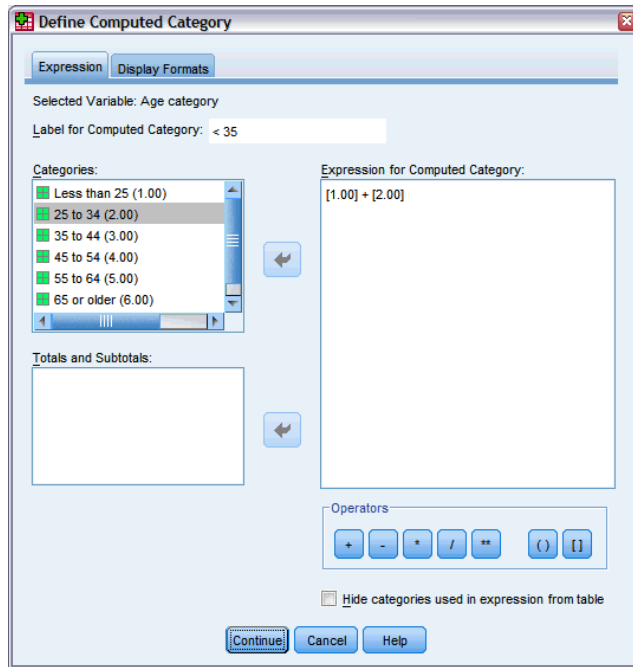 Define Computed Category
Expression
Display Formats
Selected Variable: Age category
Label for Computed Category: < 35
Categories:
Less than 25 (1.00)
25 to 34 (2.00)
35 to 44 (3.00)
45 to 54 (4.00)
55 to 64 (5.00)
65 or older (6.00)
Totals and Subtotals:
Expression for Computed Category:
[1.00] + [2.00]
Operators
+ - * / ** ( ) [ ]
Hide categories used in expression from table
Continue Cancel Help